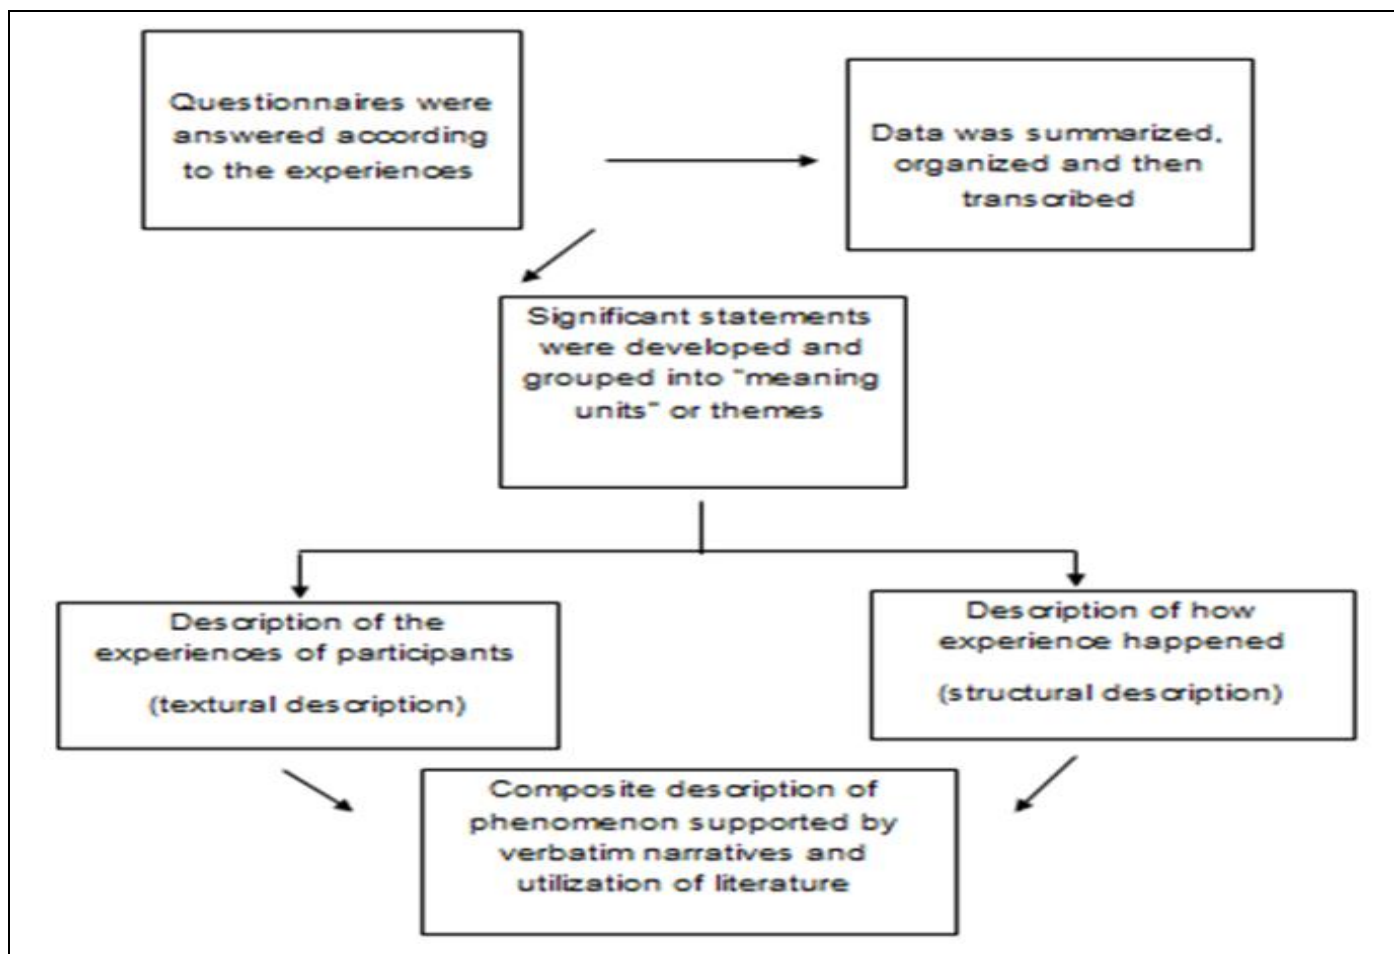 Questionnaires were
answered according
to the experiences
Data was summarized,
organized and then
transcribed
Significant statements
were developed and
grouped into "meaning
units" or themes
Description of the
experiences of participants
(textural description)
Description of how
experience happened
(structural description)
Composite description of
phenomenon supported by
verbatim narratives and
utilization of literature